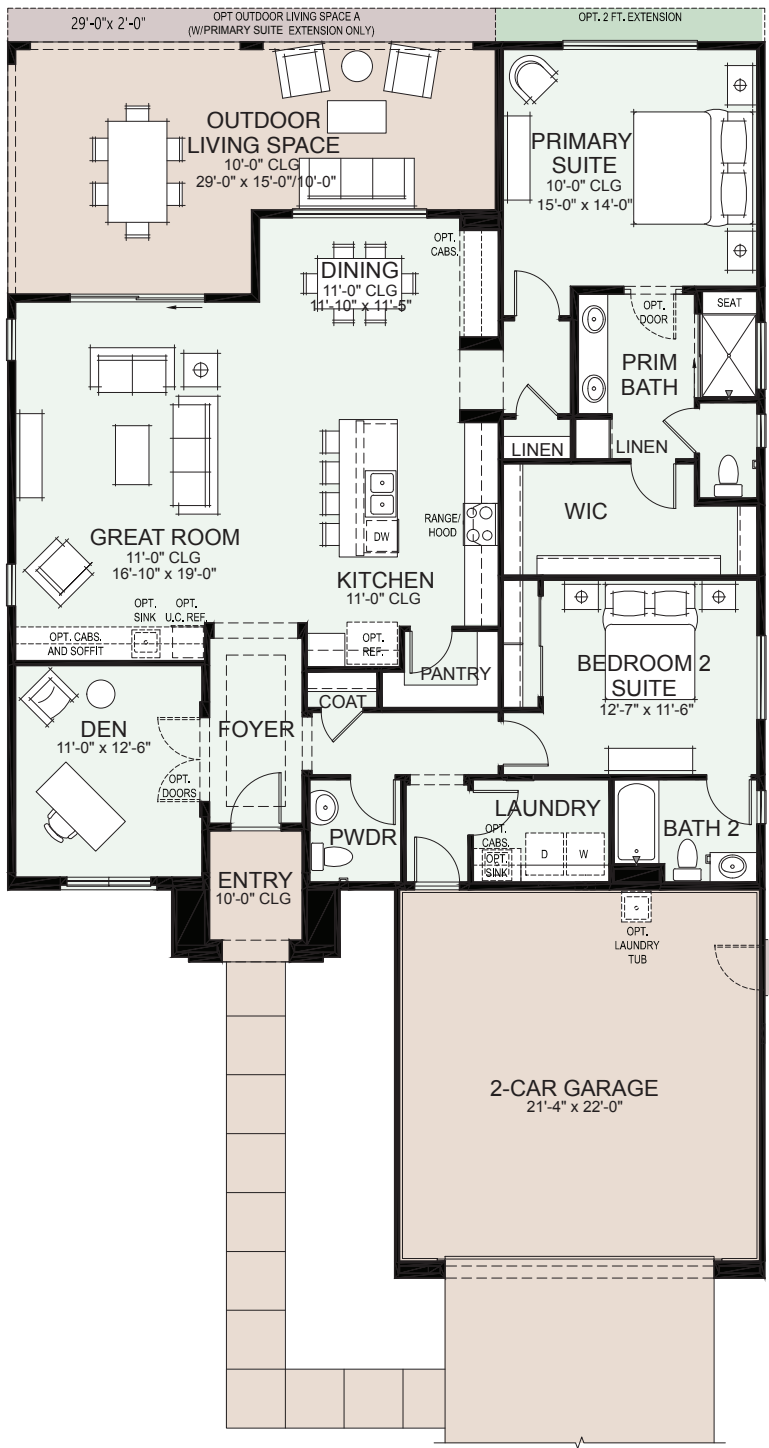 29'-0"x 2'-0"
OPT OUTDOOR LIVING SPACE A
(W/PRIMARY SUITE EXTENSION ONLY)
OPT. 2 FT. EXTENSION
OUTDOOR
LIVING SPACE
10'-0" CLG
29'-0" x 15'-0"/10'-0"
PRIMARY
SUITE
10'-0" CLG
15'-0" x 14'-0"
OPT.
CABS.
DINING
11'-0" CLG
11'-10" x 11'-5"
OPT.
DOOR
SEAT
PRIM
BATH
LINEN
LINEN
WIC
RANGE/
HOOD
DW
GREAT ROOM
11'-0" CLG
16'-10" x 19'-0"
KITCHEN
11'-0" CLG
OPT.
SINK
OPT.
U.C. REF.
OPT. CABS.
AND SOFFIT
OPT.
REF.
PANTRY
COAT
BEDROOM 2
SUITE
12'-7" x 11'-6"
DEN
11'-0" x 12'-6"
FOYER
OPT.
DOORS
PWDR
LAUNDRY
OPT.
CABS.
OPT.
SINK
D
W
BATH 2
ENTRY
10'-0" CLG
OPT.
LAUNDRY
TUB
2-CAR GARAGE
21'-4" x 22'-0"